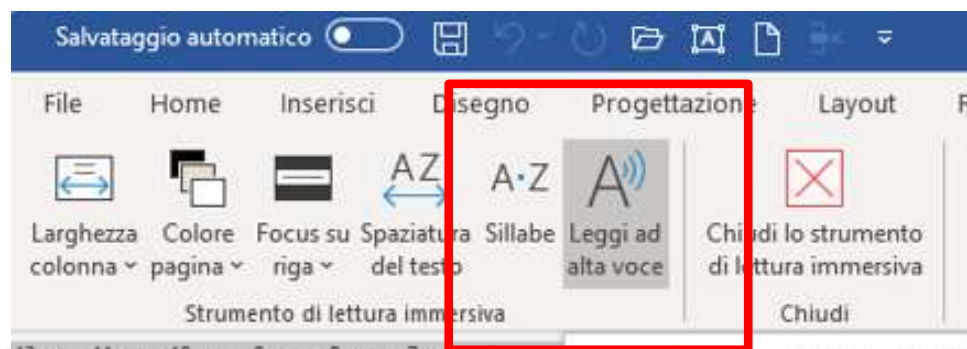 Salvataggio automatico
File Home Inserisci Disegno Progettazione Layout
A Z A·Z A
Larghezza Colore Focus su Spaziatura Sillabe Leggi ad Chiudi lo strumento
colonna pagina riga del testo alta voce di lettura immersiva
Strumento di lettura immersiva Chiudi